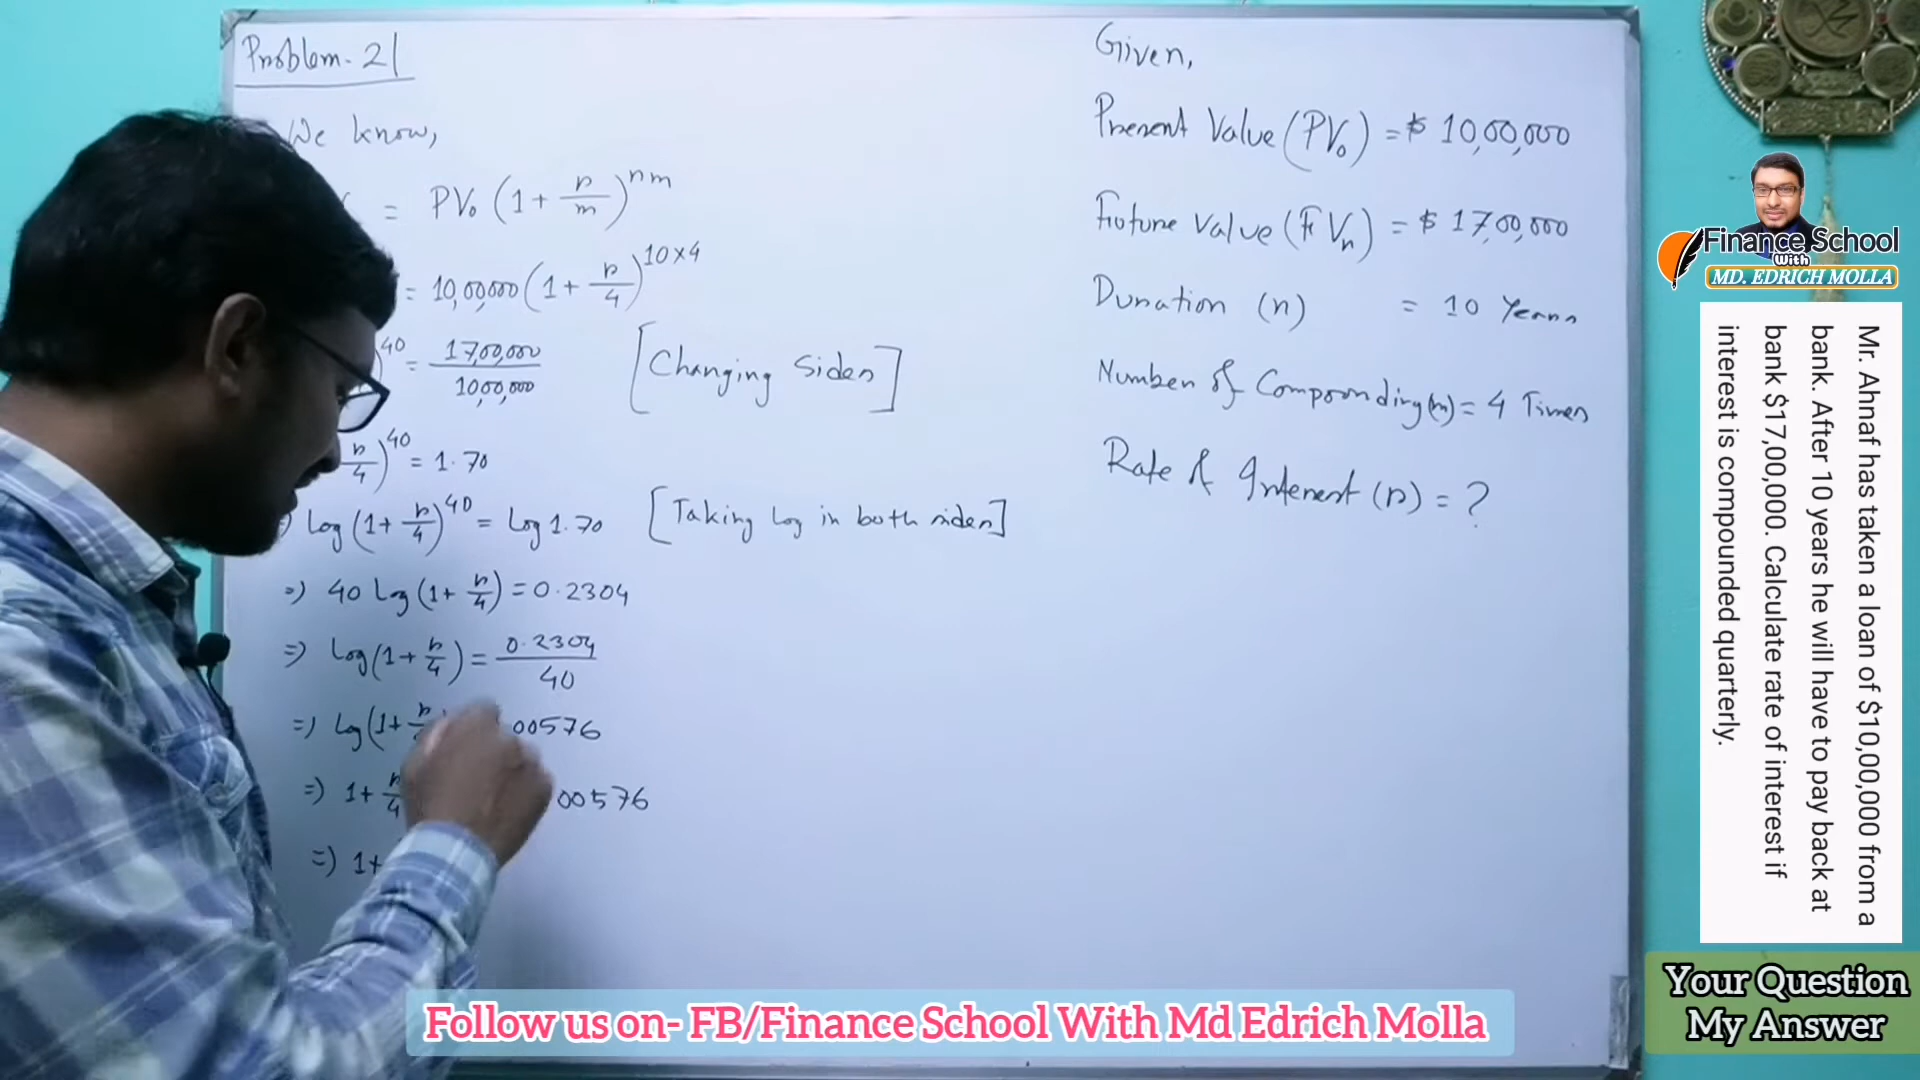 Problem-21
We know,
= PV₀ (1 + r/m)^nm
= 10,00,000 (1 + r/4)^10×4
40 = 17,00,000/10,00,000 [Changing Sides]
r/4)^40 = 1.70
⇒ Log (1 + r/4)^40 = Log 1.70 [Taking Log in both sides]
⇒ 40 Log (1 + r/4) = 0.2304
⇒ Log (1 + r/4) = 0.2304/40
⇒ Log (1 + r 00576
⇒ 1 + r/4 00576
⇒ 1+
Given,
Present Value (PV₀) = $ 10,00,000
Future Value (FVₙ) = $ 17,00,000
Duration (n) = 10 Years
Number of Compounding (m) = 4 Times
Rate of Interest (r) = ?
Finance School
With
MD. EDRICH MOLLA
Mr. Ahnaf has taken a loan of $10,00,000 from a
bank. After 10 years he will have to pay back at
bank $17,00,000. Calculate rate of interest if
interest is compounded quarterly.
Your Question
My Answer
Follow us on- FB/Finance School With Md Edrich Molla